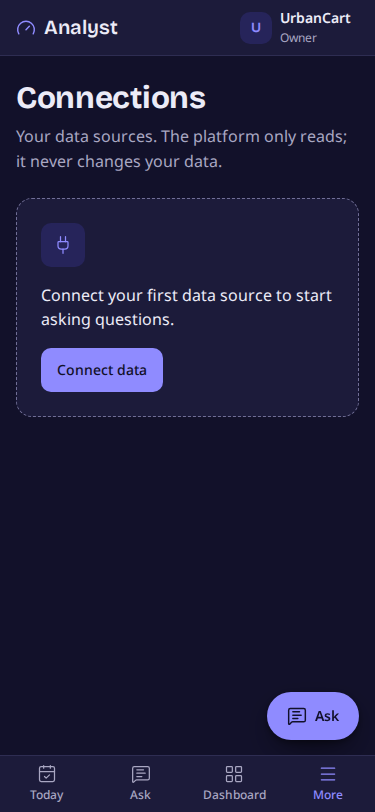 Analyst
U
UrbanCart
Owner
Connections
Your data sources. The platform only reads;
it never changes your data.
Connect your first data source to start
asking questions.
Connect data
Ask
Today
Ask
Dashboard
More